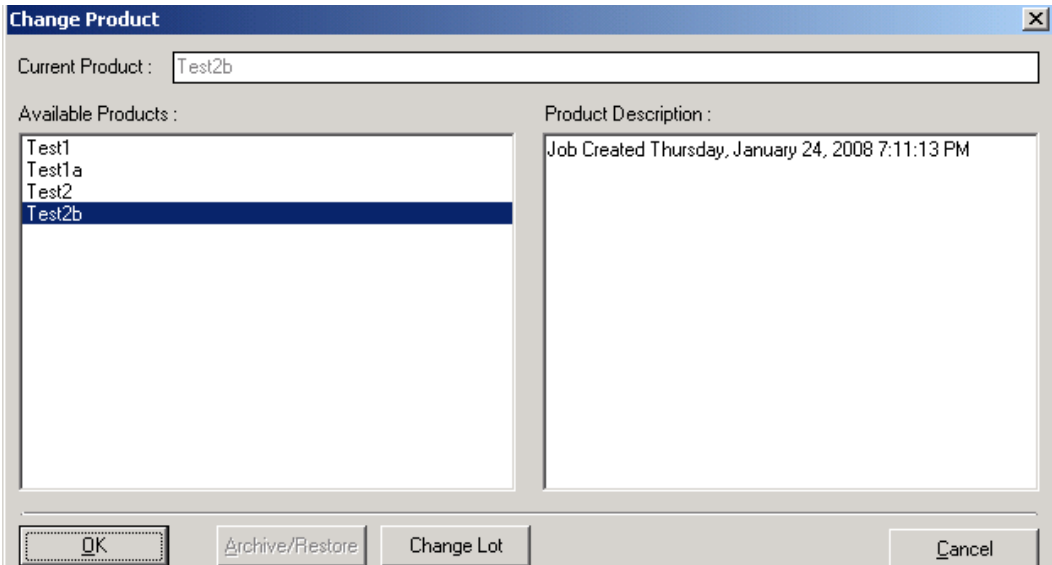 Change Product
Current Product : Test2b
Available Products :
Test1
Test1a
Test2
Test2b
Product Description :
Job Created Thursday, January 24, 2008 7:11:13 PM
OK Archive/Restore Change Lot Cancel